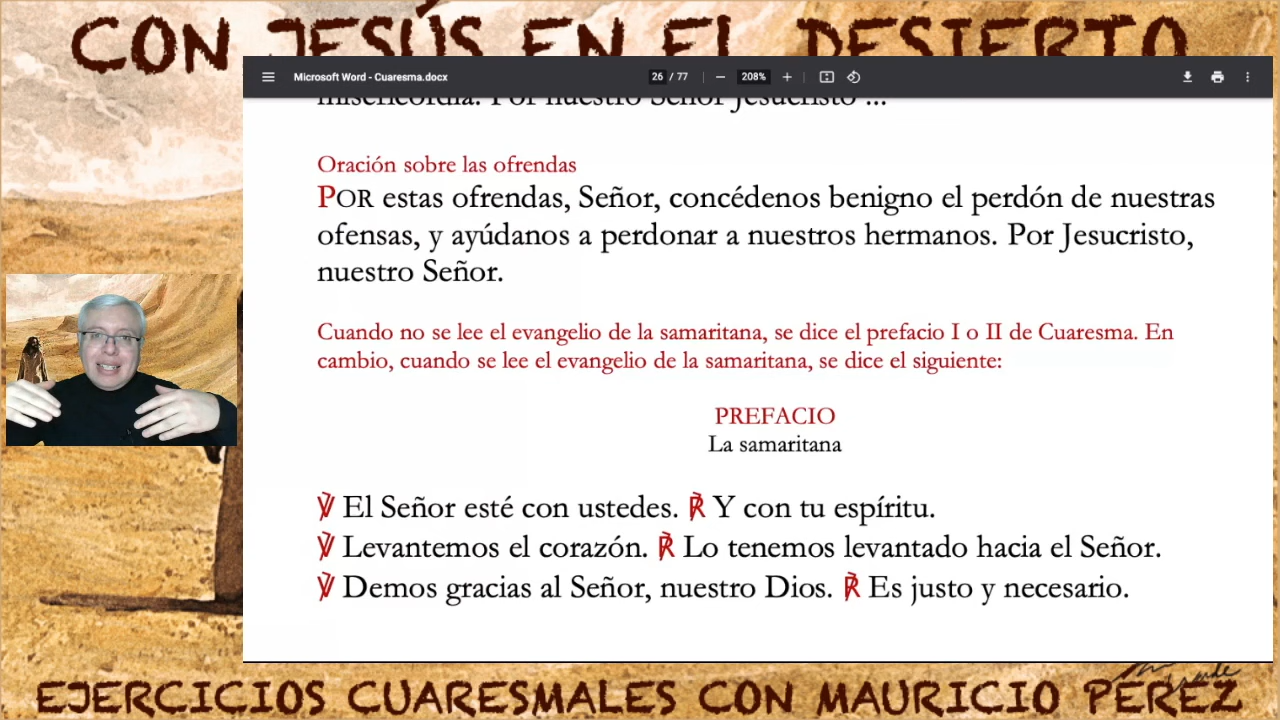 CON JESÚS EN EL DESIERTO
Microsoft Word - Cuaresma.docx
26 / 77
208%
misericordia. Por nuestro Señor Jesucristo ...
Oración sobre las ofrendas
POR estas ofrendas, Señor, concédenos benigno el perdón de nuestras
ofensas, y ayúdanos a perdonar a nuestros hermanos. Por Jesucristo,
nuestro Señor.
Cuando no se lee el evangelio de la samaritana, se dice el prefacio I o II de Cuaresma. En
cambio, cuando se lee el evangelio de la samaritana, se dice el siguiente:
PREFACIO
La samaritana
℣ El Señor esté con ustedes. ℟ Y con tu espíritu.
℣ Levantemos el corazón. ℟ Lo tenemos levantado hacia el Señor.
℣ Demos gracias al Señor, nuestro Dios. ℟ Es justo y necesario.
EJERCICIOS CUARESMALES CON MAURICIO PÉREZ